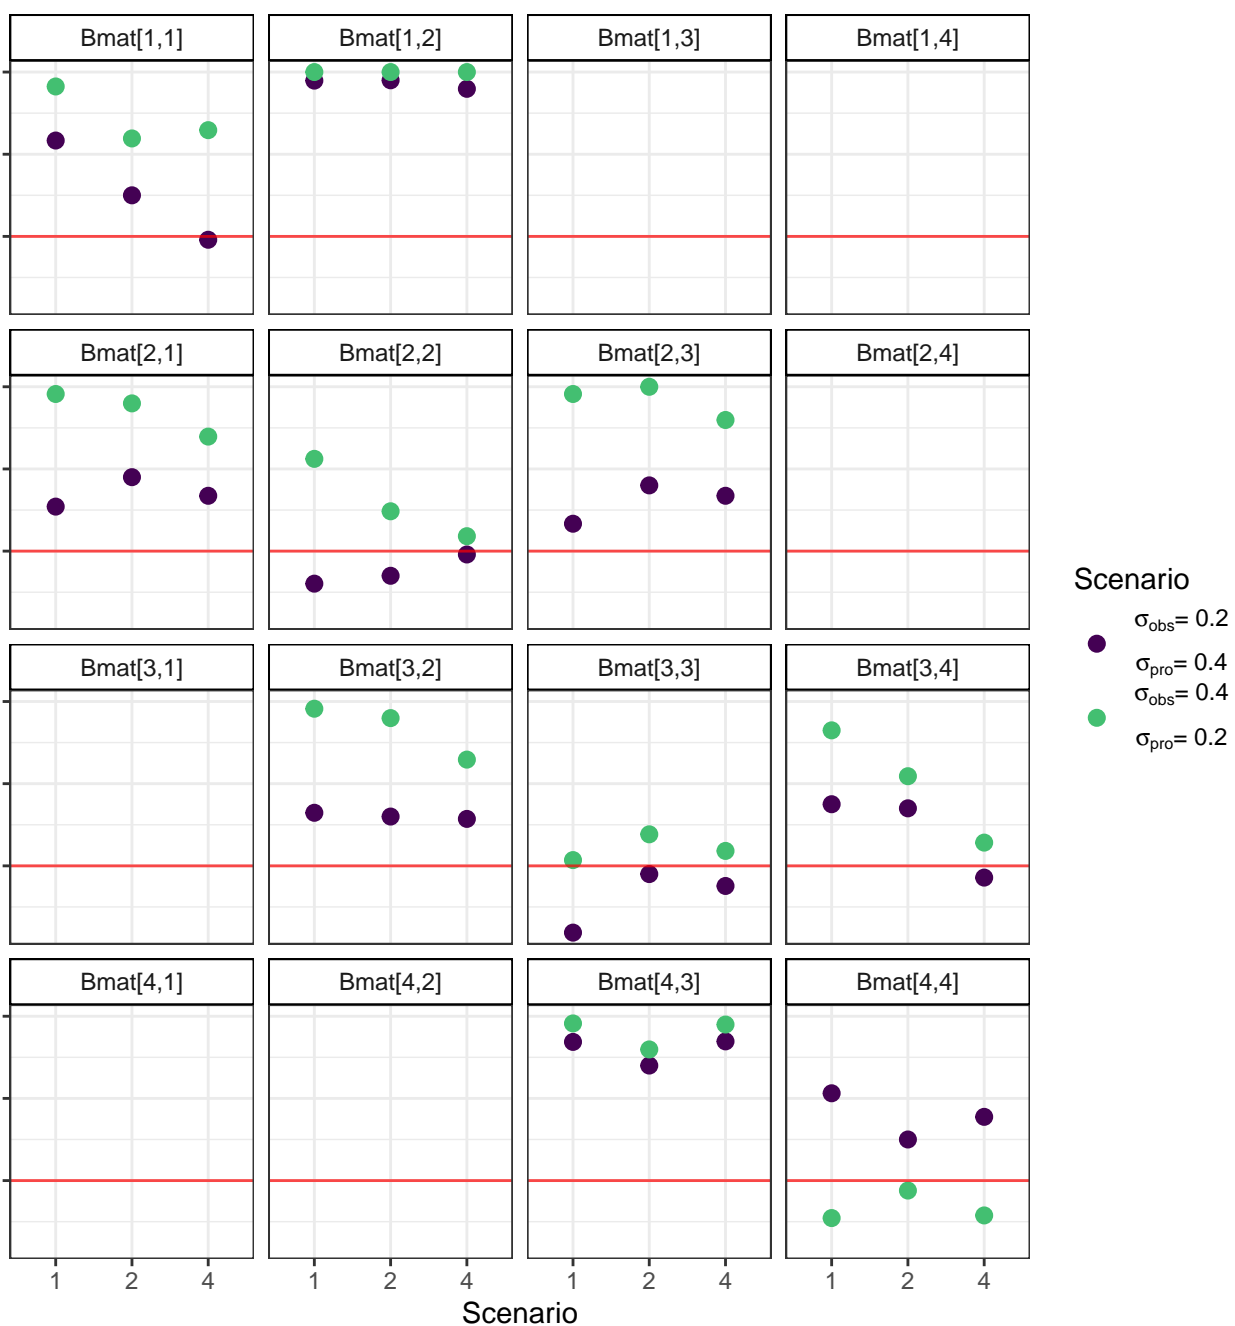 Bmat[1,1] Bmat[1,2] Bmat[1,3] Bmat[1,4]
Bmat[2,1] Bmat[2,2] Bmat[2,3] Bmat[2,4]
Bmat[3,1] Bmat[3,2] Bmat[3,3] Bmat[3,4]
Bmat[4,1] Bmat[4,2] Bmat[4,3] Bmat[4,4]
1 2 4 1 2 4 1 2 4 1 2 4
Scenario
Scenario
σobs= 0.2
σpro= 0.4
σobs= 0.4
σpro= 0.2